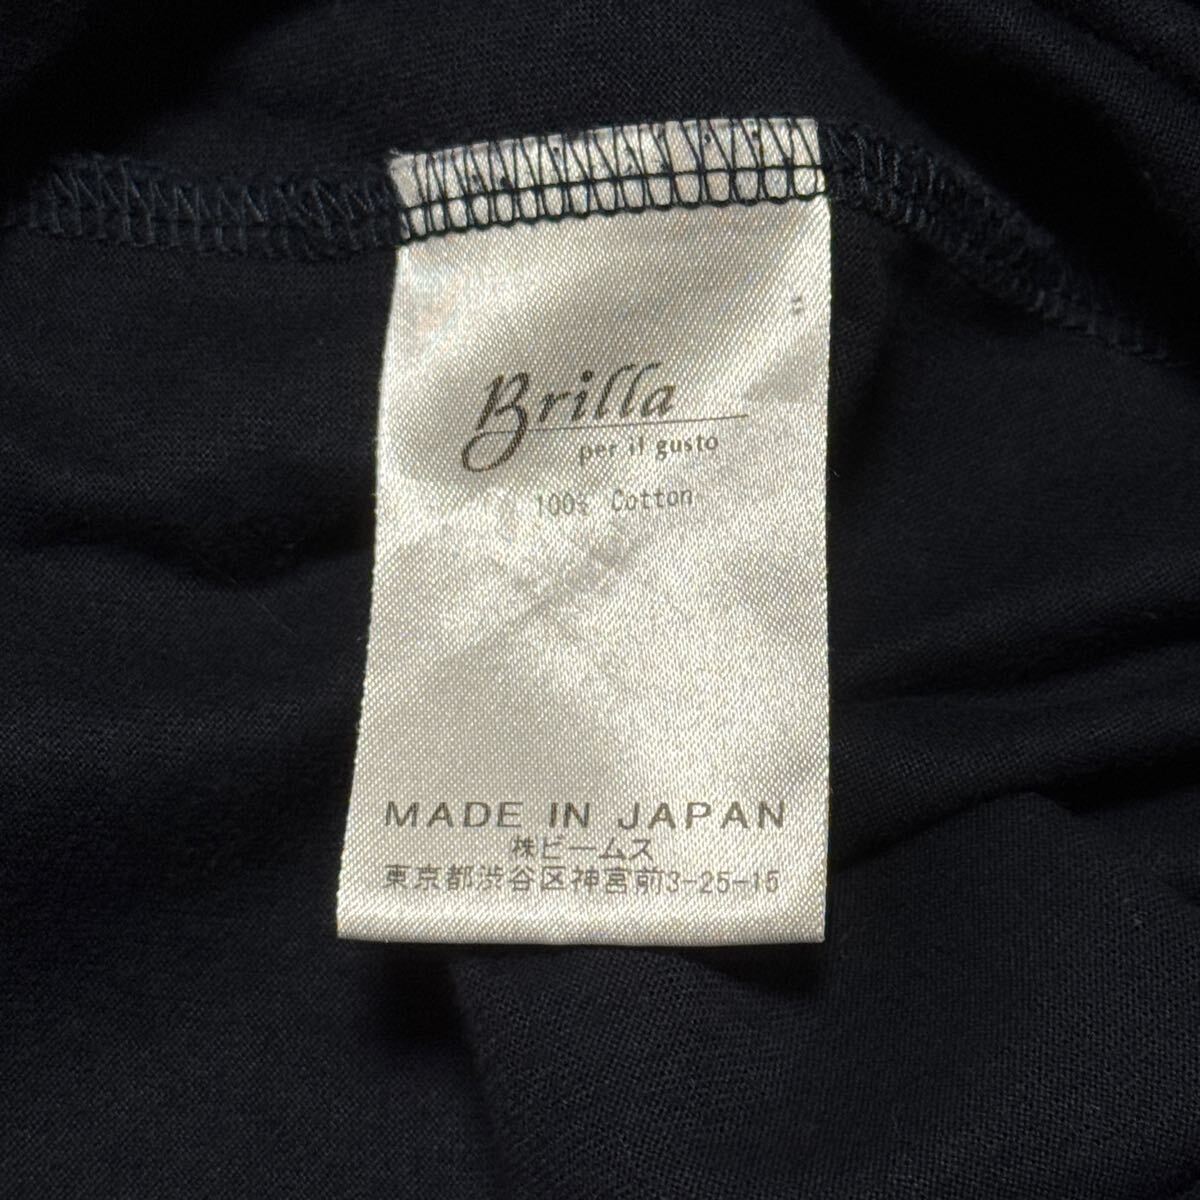 Brilla
per il gusto
100% Cotton
MADE IN JAPAN
株ビームス
東京都渋谷区神宮前3-25-15